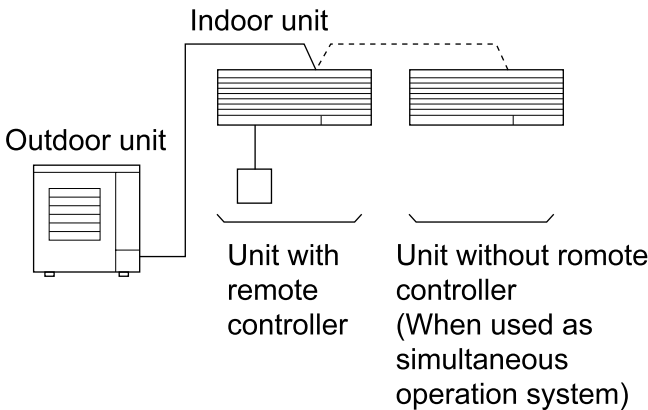 Indoor unit
Outdoor unit
Unit with
remote
controller
Unit without romote
controller
(When used as
simultaneous
operation system)